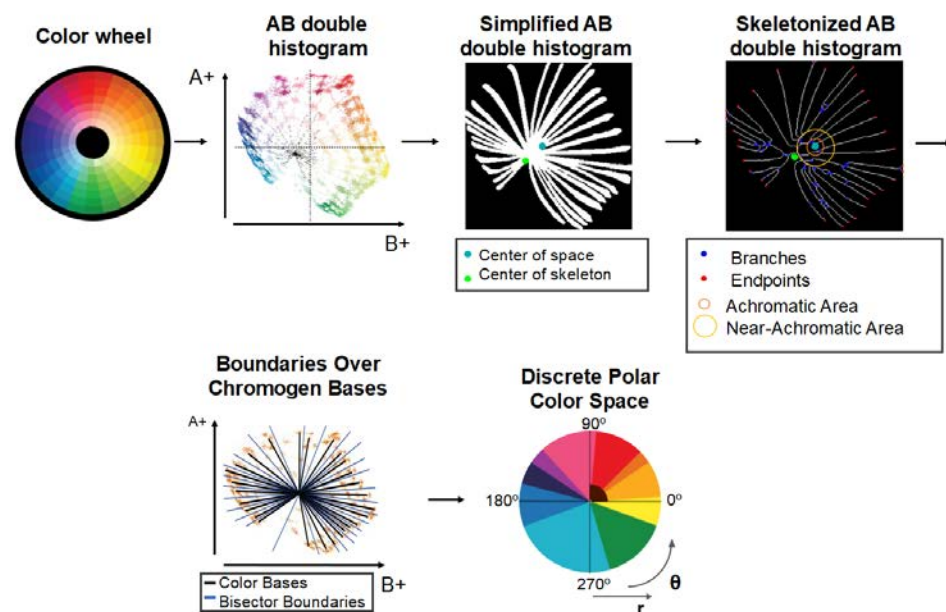 Color wheel
AB double
histogram
Simplified AB
double histogram
Skeletonized AB
double histogram
A+
B+
Center of space
Center of skeleton
Branches
Endpoints
Achromatic Area
Near-Achromatic Area
Boundaries Over
Chromogen Bases
A+
B+
Color Bases
Bisector Boundaries
Discrete Polar
Color Space
90º
180º
0º
270º
θ
r